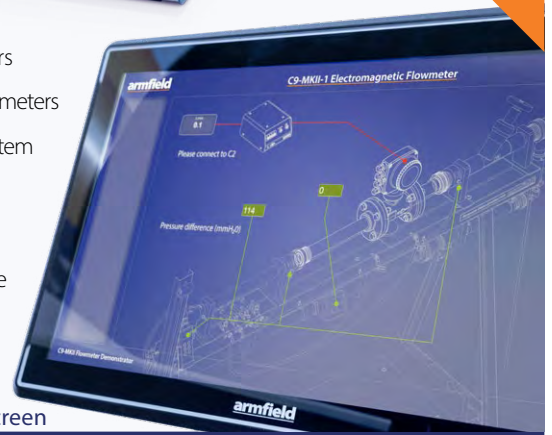 rs
meters
tem
e
reen
armfield
C9-MKII-1 Electromagnetic Flowmeter
0.1
Please connect to C2
0
114
Pressure difference (mmH₂0)
C9-MKII Flowmeter Demonstrator
armfield